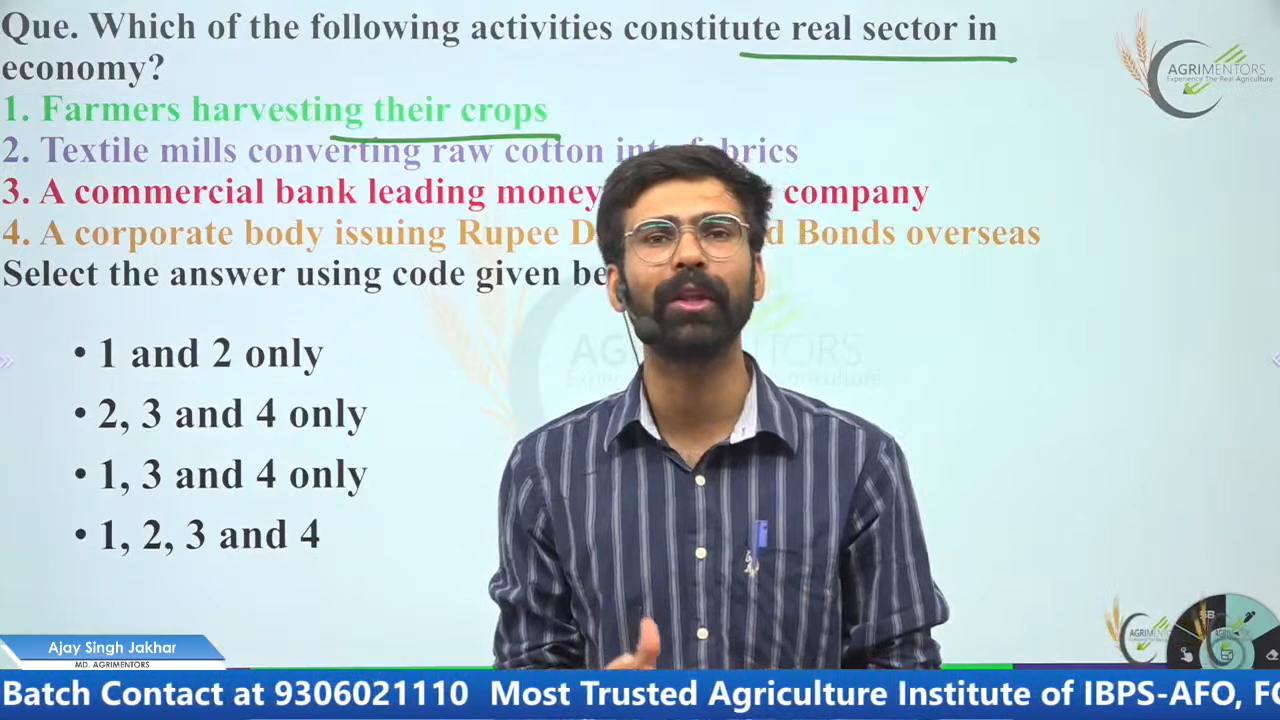 Que. Which of the following activities constitute real sector in
economy?
1. Farmers harvesting their crops
2. Textile mills converting raw cotton into fabrics
3. A commercial bank leading money company
4. A corporate body issuing Rupee Bonds overseas
Select the answer using code given
• 1 and 2 only
• 2, 3 and 4 only
• 1, 3 and 4 only
• 1, 2, 3 and 4
AGRIMENTORS
Experience The Real Agriculture
Ajay Singh Jakhar
MD. AGRIMENTORS
Batch Contact at 9306021110 Most Trusted Agriculture Institute of IBPS-AFO,